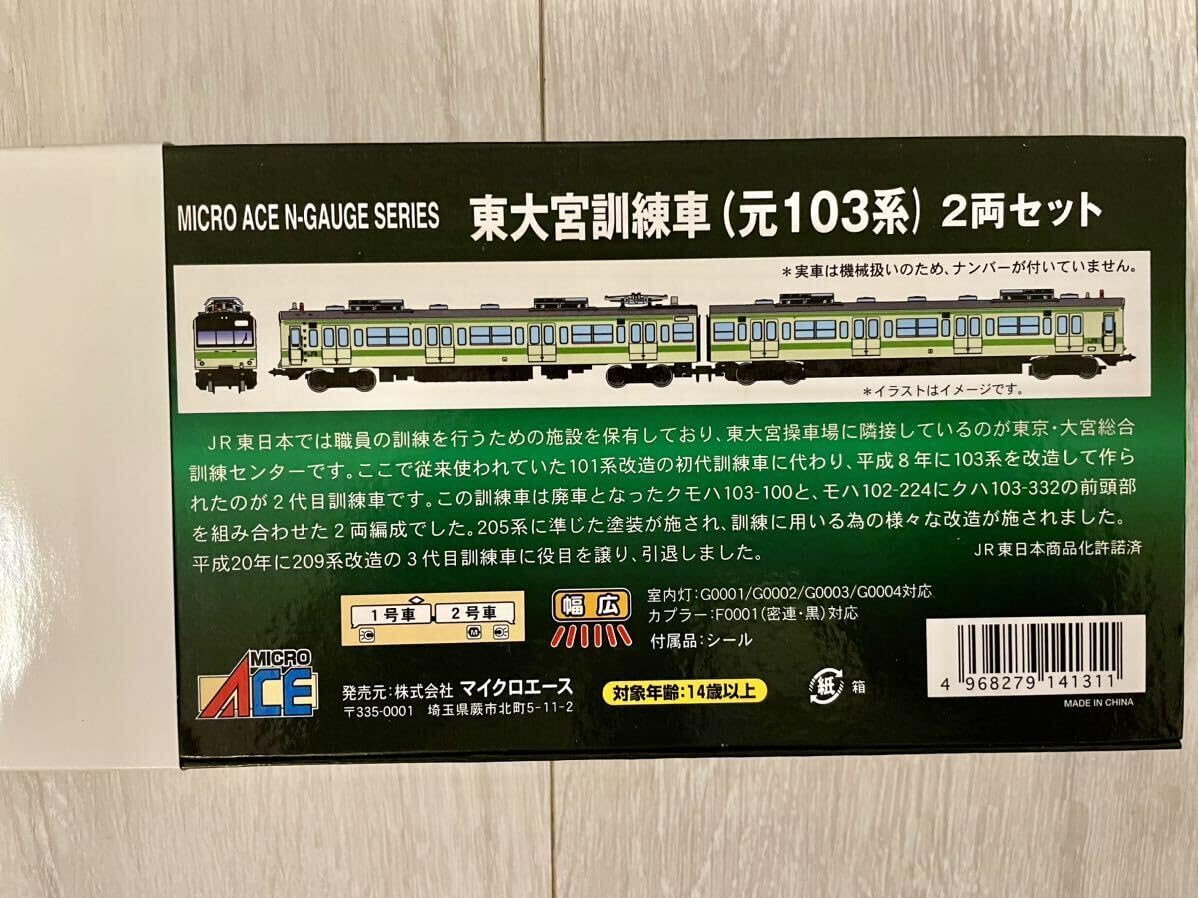 MICRO ACE N-GAUGE SERIES 東大宮訓練車(元103系) 2両セット
*実車は機械扱いのため、ナンバーが付いていません。
*イラストはイメージです。
JR東日本では職員の訓練を行うための施設を保有しており、東大宮操車場に隣接しているのが東京・大宮総合
訓練センターです。ここで従来使われていた101系改造の初代訓練車に代わり、平成8年に103系を改造して作ら
れたのが2代目訓練車です。この訓練車は廃車となったクモハ103-100と、モハ102-224にクハ103-332の前頭部
を組み合わせた2両編成でした。205系に準じた塗装が施され、訓練に用いる為の様々な改造が施されました。
平成20年に209系改造の3代目訓練車に役目を譲り、引退しました。
JR東日本商品化許諾済
1号車 2号車
M
幅広
室内灯:G0001/G0002/G0003/G0004対応
カプラー:F0001(密連・黒)対応
付属品:シール
MICRO
ACE
発売元:株式会社 マイクロエース
〒335-0001 埼玉県蕨市北町5-11-2
対象年齢:14歳以上
紙 箱
4 968279 141311
MADE IN CHINA